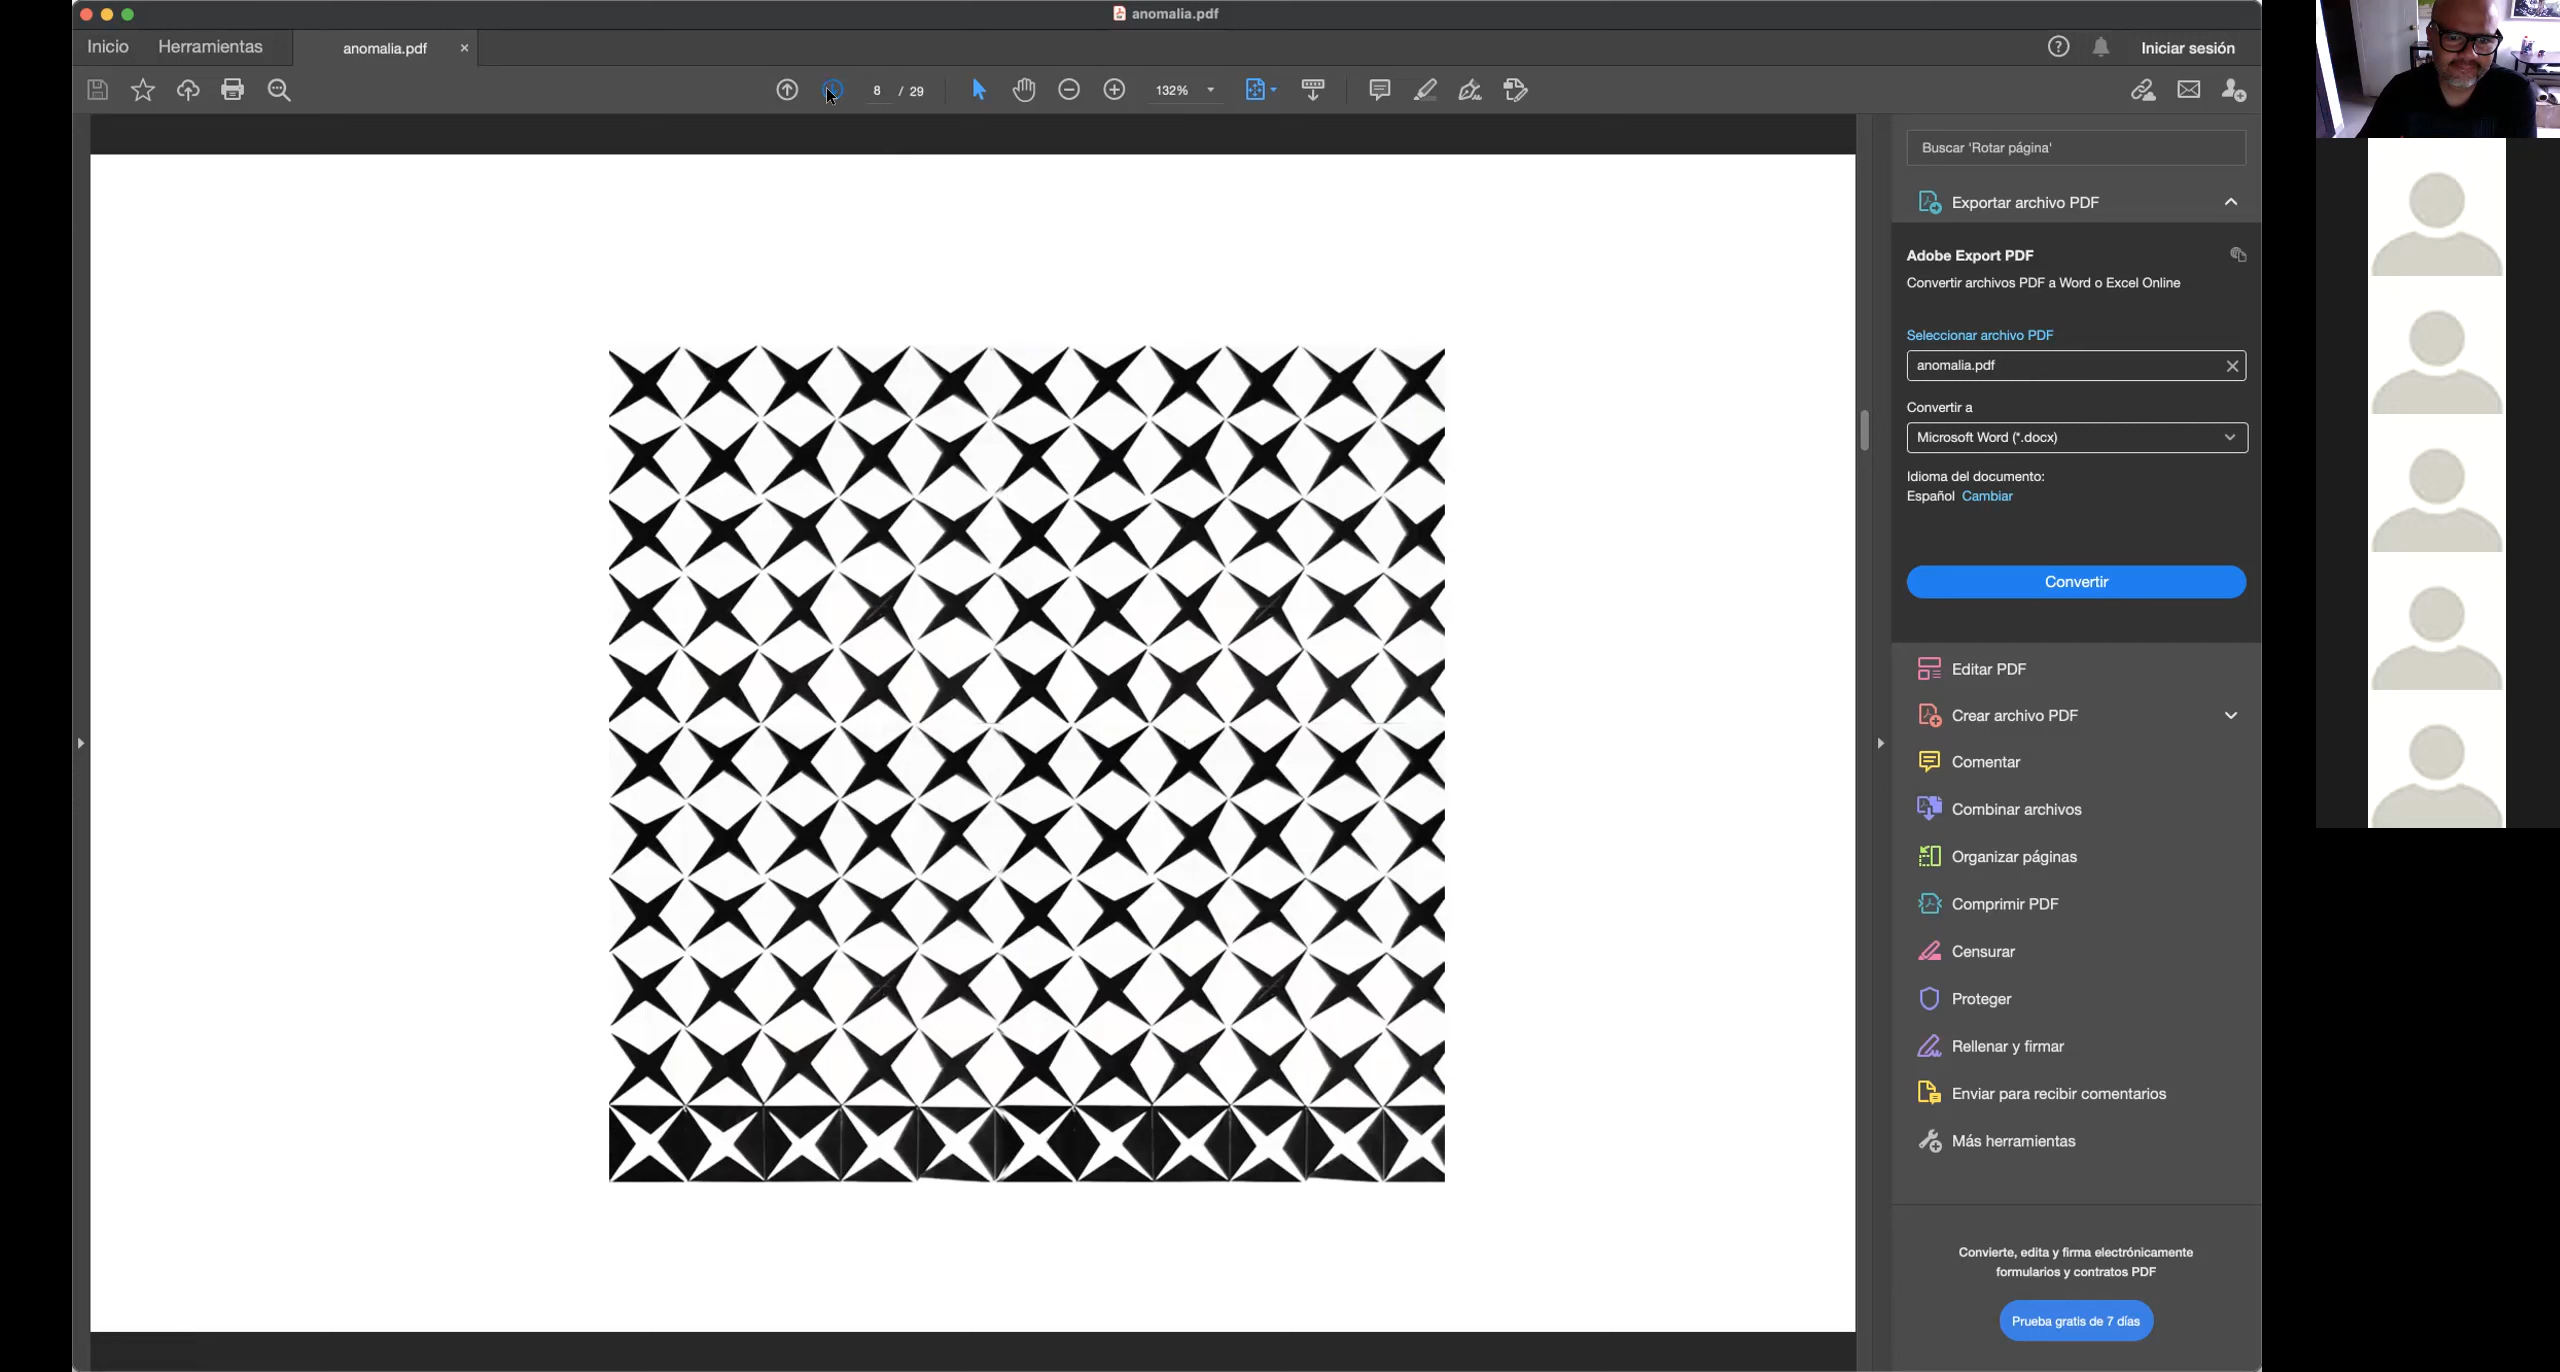 anomalia.pdf
Inicio Herramientas anomalia.pdf Iniciar sesión
8 / 29 132%
Buscar 'Rotar página'
Exportar archivo PDF
Adobe Export PDF
Convertir archivos PDF a Word o Excel Online
Seleccionar archivo PDF
anomalia.pdf
Convertir a
Microsoft Word (*.docx)
Idioma del documento:
Español Cambiar
Convertir
Editar PDF
Crear archivo PDF
Comentar
Combinar archivos
Organizar páginas
Comprimir PDF
Censurar
Proteger
Rellenar y firmar
Enviar para recibir comentarios
Más herramientas
Convierte, edita y firma electrónicamente
formularios y contratos PDF
Prueba gratis de 7 días